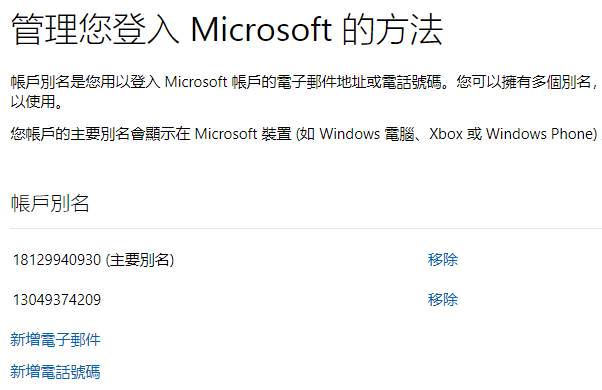 管理您登入 Microsoft 的方法
帳戶別名是您用以登入 Microsoft 帳戶的電子郵件地址或電話號碼。您可以擁有多個別名，
以使用。
您帳戶的主要別名會顯示在 Microsoft 裝置 (如 Windows 電腦、Xbox 或 Windows Phone)
帳戶別名
18129940930 (主要別名) 移除
13049374209 移除
新增電子郵件
新增電話號碼